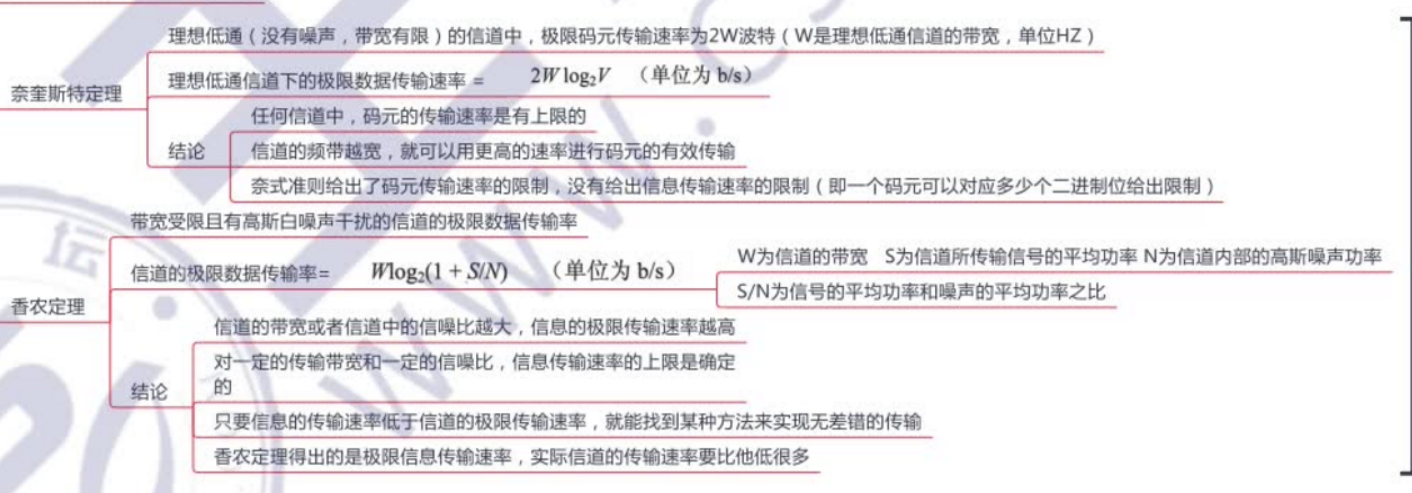 理想低通（没有噪声，带宽有限）的信道中，极限码元传输速率为2W波特（W是理想低通信道的带宽，单位HZ）
奈奎斯特定理
理想低通信道下的极限数据传输速率 = 2W log₂V （单位为 b/s）
任何信道中，码元的传输速率是有上限的
结论
信道的频带越宽，就可以用更高的速率进行码元的有效传输
奈式准则给出了码元传输速率的限制，没有给出信息传输速率的限制（即一个码元可以对应多少个二进制位给出限制）
带宽受限且有高斯白噪声干扰的信道的极限数据传输率
香农定理
信道的极限数据传输率= Wlog₂(1 + S/N) （单位为 b/s）
W为信道的带宽 S为信道所传输信号的平均功率 N为信道内部的高斯噪声功率
S/N为信号的平均功率和噪声的平均功率之比
结论
信道的带宽或者信道中的信噪比越大，信息的极限传输速率越高
对一定的传输带宽和一定的信噪比，信息传输速率的上限是确定
的
只要信息的传输速率低于信道的极限传输速率，就能找到某种方法来实现无差错的传输
香农定理得出的是极限信息传输速率，实际信道的传输速率要比他低很多
坛
www.c